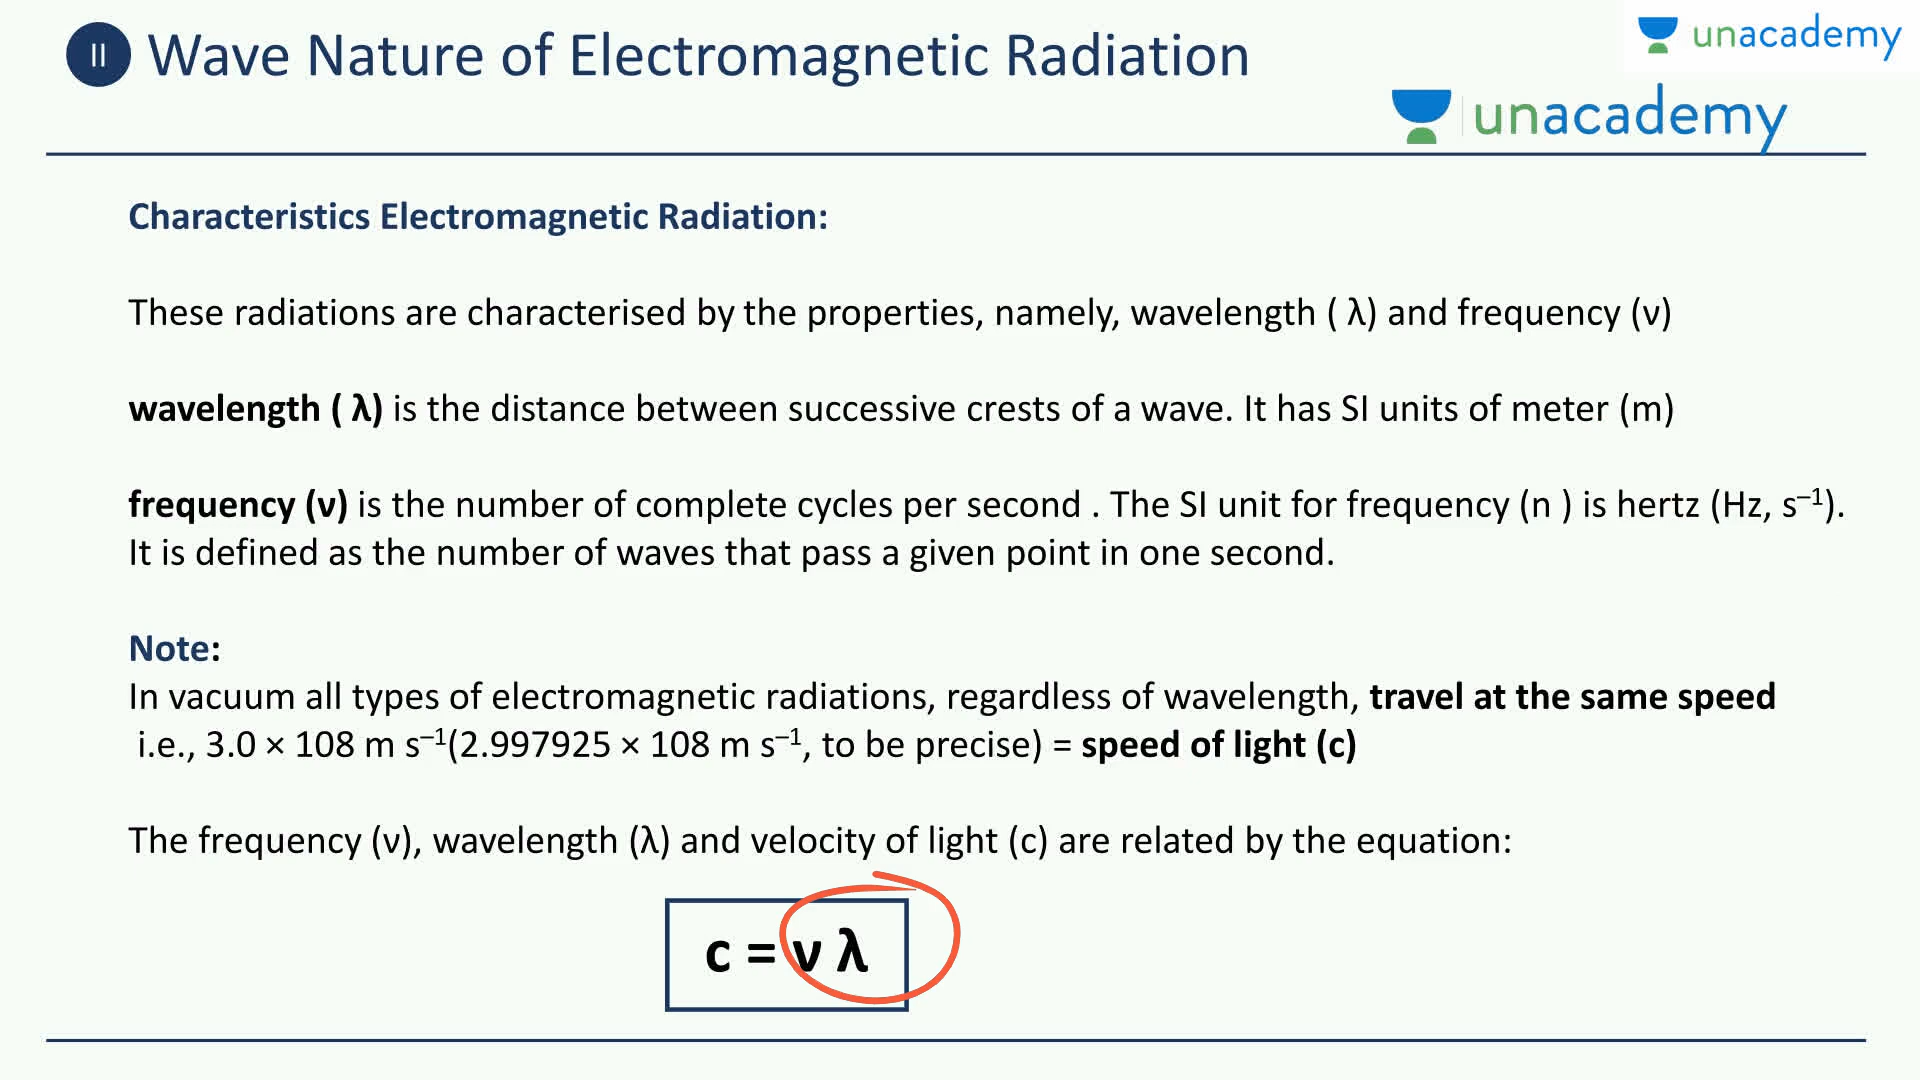 II Wave Nature of Electromagnetic Radiation
unacademy
unacademy
Characteristics Electromagnetic Radiation:
These radiations are characterised by the properties, namely, wavelength ( λ) and frequency (ν)
wavelength ( λ) is the distance between successive crests of a wave. It has SI units of meter (m)
frequency (ν) is the number of complete cycles per second . The SI unit for frequency (n ) is hertz (Hz, s⁻¹).
It is defined as the number of waves that pass a given point in one second.
Note:
In vacuum all types of electromagnetic radiations, regardless of wavelength, travel at the same speed
i.e., 3.0 × 108 m s⁻¹(2.997925 × 108 m s⁻¹, to be precise) = speed of light (c)
The frequency (ν), wavelength (λ) and velocity of light (c) are related by the equation:
c = ν λ